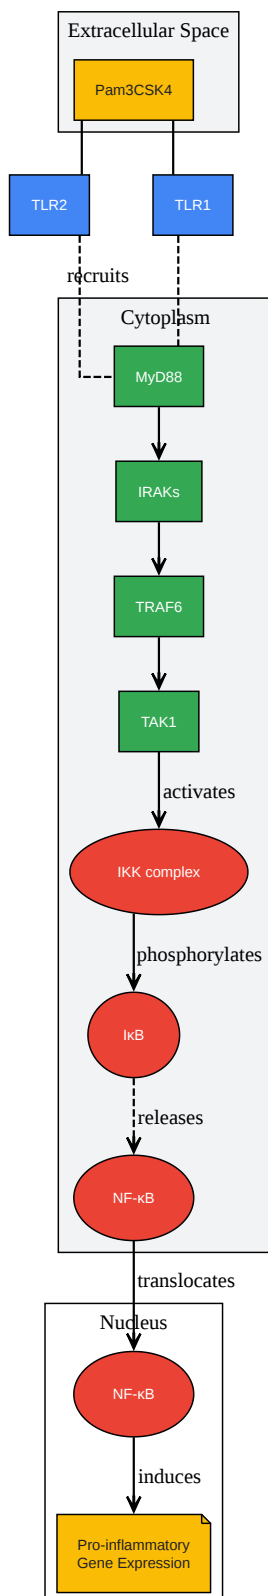 Extracellular Space
Pam3CSK4
TLR2
TLR1
recruits
Cytoplasm
MyD88
IRAKs
TRAF6
TAK1
activates
IKK complex
phosphorylates
IκB
releases
NF-κB
translocates
Nucleus
NF-κB
induces
Pro-inflammatory
Gene Expression